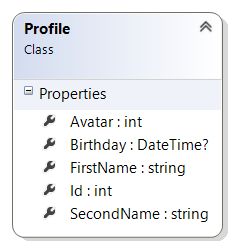 Profile
Class
Properties
Avatar : int
Birthday : DateTime?
FirstName : string
Id : int
SecondName : string